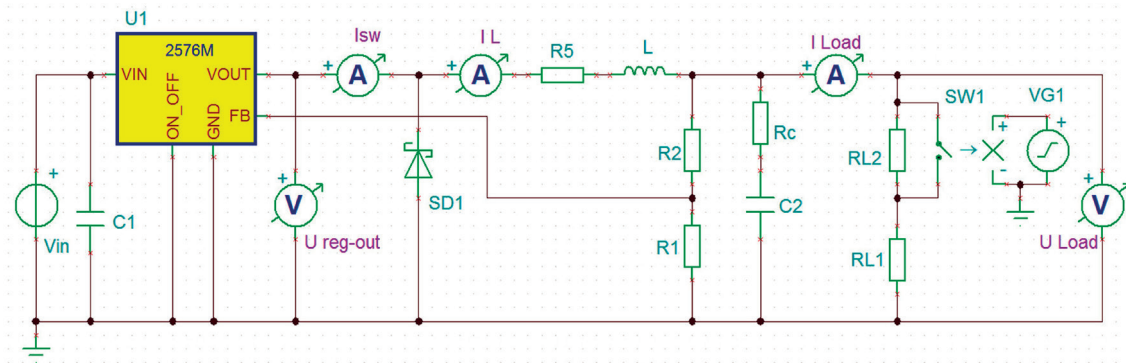 U1
2576M
VIN
VOUT
ON_OFF
GND
FB
Isw
+
A
I L
+
A
R5
L
I Load
+
A
SW1
VG1
+
-
+
R2
Rc
RL2
+
Vin
C1
+
V
U reg-out
SD1
R1
C2
RL1
+
V
U Load